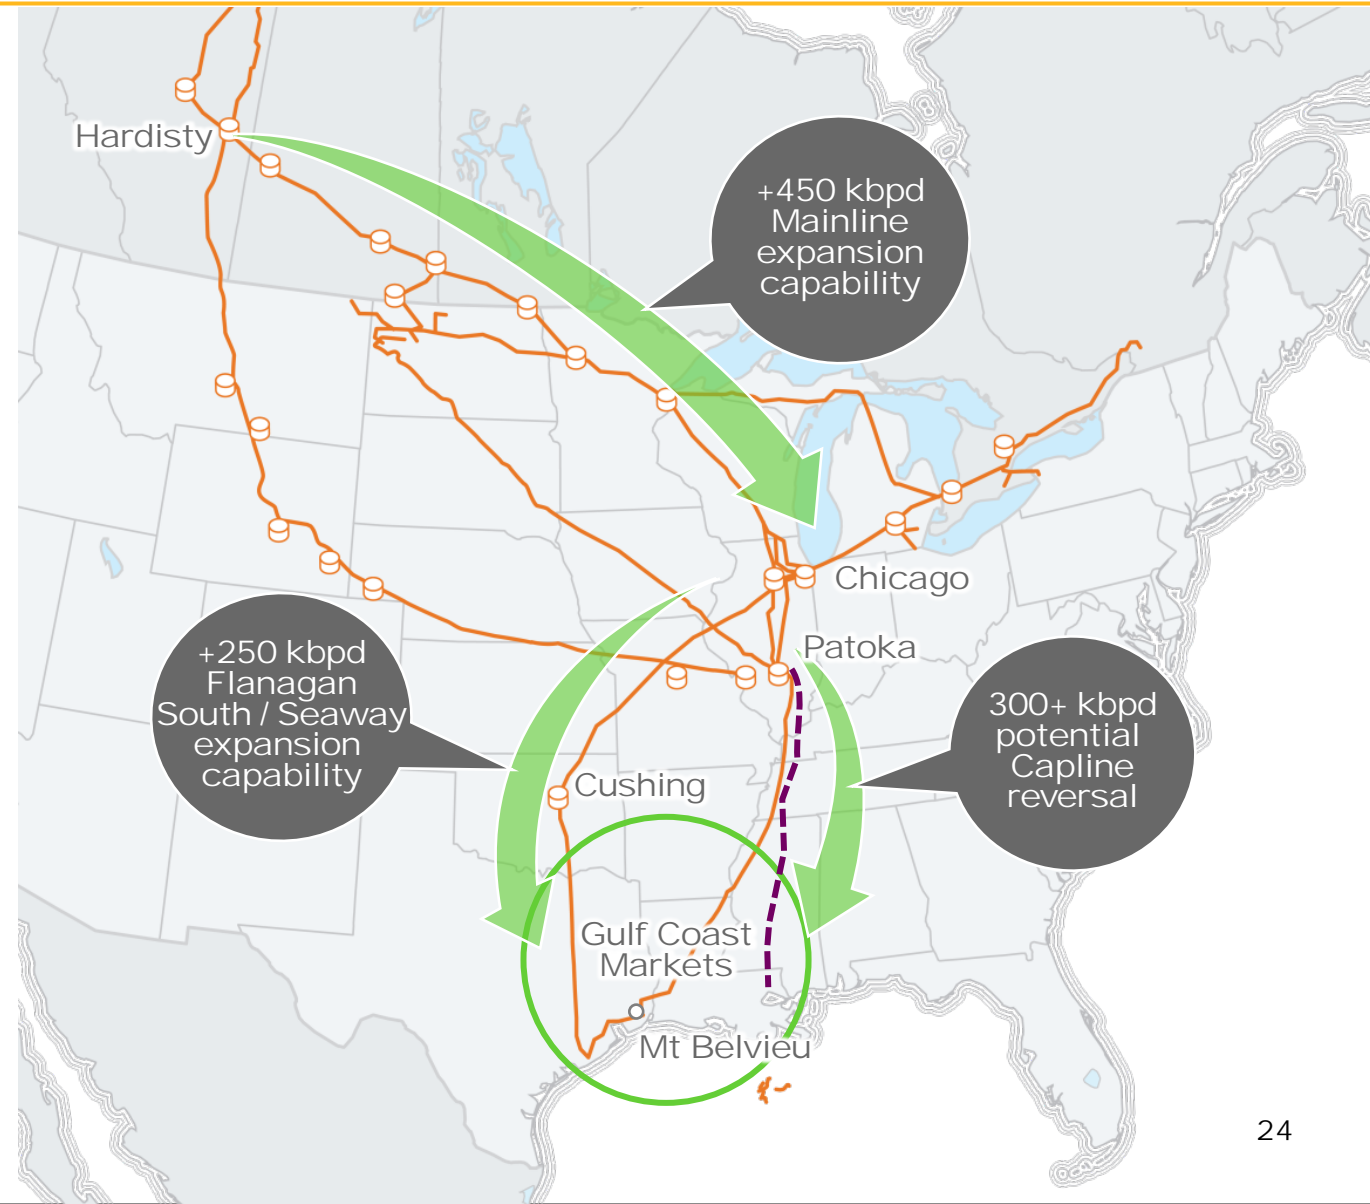 Hardisty
+450 kbpd
Mainline
expansion
capability
Chicago
Patoka
+250 kbpd
Flanagan
South / Seaway
expansion
capability
300+ kbpd
potential
Capline
reversal
Cushing
Gulf Coast
Markets
Mt Belvieu
24